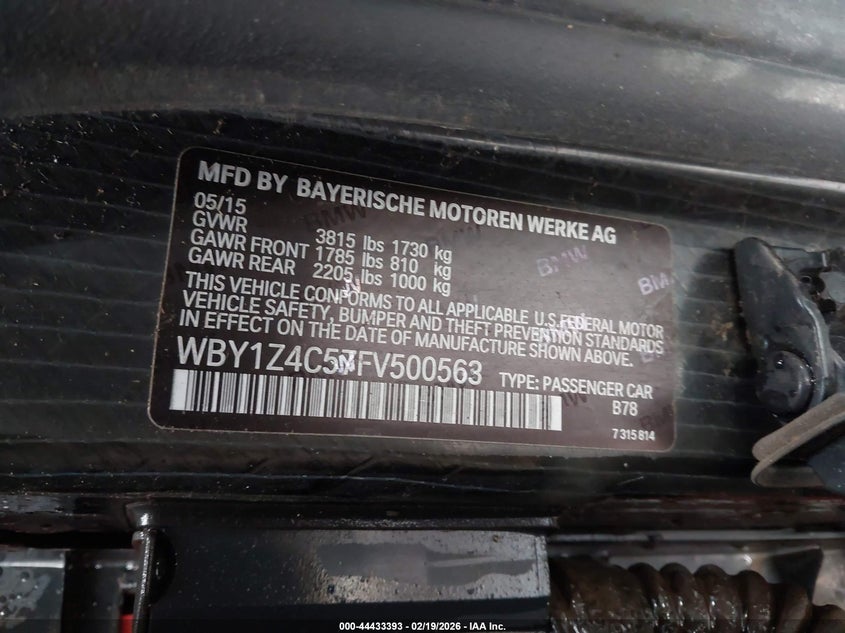 MFD BY BAYERISCHE MOTOREN WERKE AG
05/15
GVWR 3815 lbs 1730 kg
GAWR FRONT 1785 lbs 810 kg
GAWR REAR 2205 lbs 1000 kg
THIS VEHICLE CONFORMS TO ALL APPLICABLE U.S.FEDERAL MOTOR
VEHICLE SAFETY, BUMPER AND THEFT PREVENTION STANDARDS
IN EFFECT ON THE DATE OF MANUFACTURE SHOWN ABOVE.
WBY1Z4C57FV500563 TYPE: PASSENGER CAR
B78
7 315 814
BMW
BMW
000-44433393 - 02/19/2026 - IAA Inc.